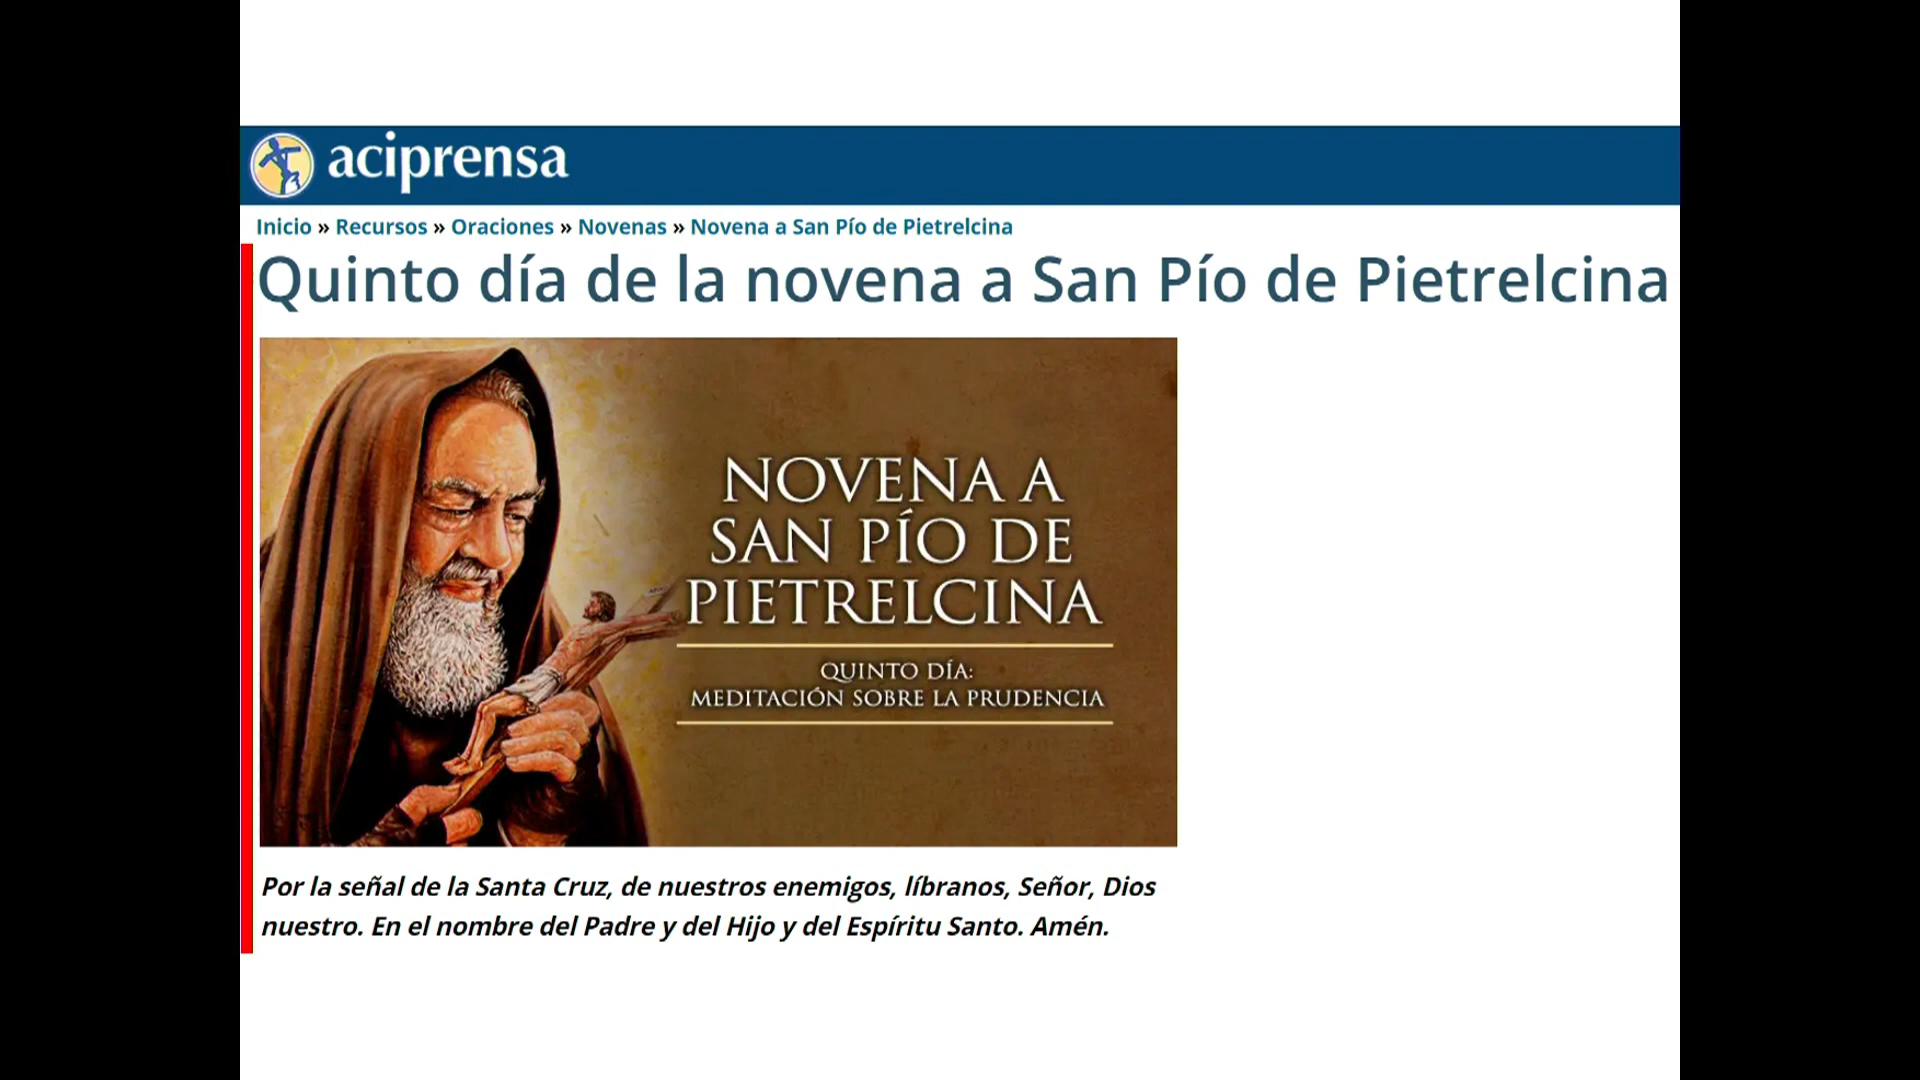 aciprensa
Inicio » Recursos » Oraciones » Novenas » Novena a San Pío de Pietrelcina
Quinto día de la novena a San Pío de Pietrelcina
NOVENA A
SAN PÍO DE
PIETRELCINA
QUINTO DÍA:
MEDITACIÓN SOBRE LA PRUDENCIA
Por la señal de la Santa Cruz, de nuestros enemigos, líbranos, Señor, Dios
nuestro. En el nombre del Padre y del Hijo y del Espíritu Santo. Amén.